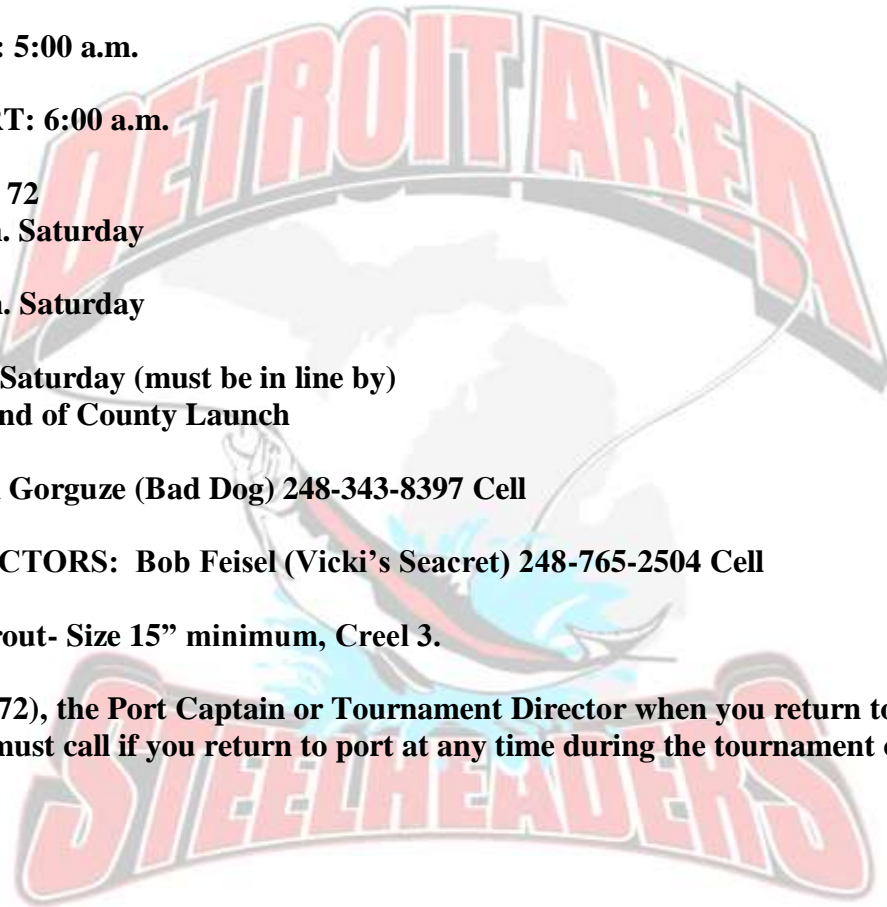 DETROIT AREA
: 5:00 a.m.
RT: 6:00 a.m.
72
. Saturday
. Saturday
Saturday (must be in line by)
nd of County Launch
Gorguze (Bad Dog) 248-343-8397 Cell
CTORS: Bob Feisel (Vicki’s Seacret) 248-765-2504 Cell
rout- Size 15” minimum, Creel 3.
72), the Port Captain or Tournament Director when you return to
must call if you return to port at any time during the tournament
STEELHEADERS